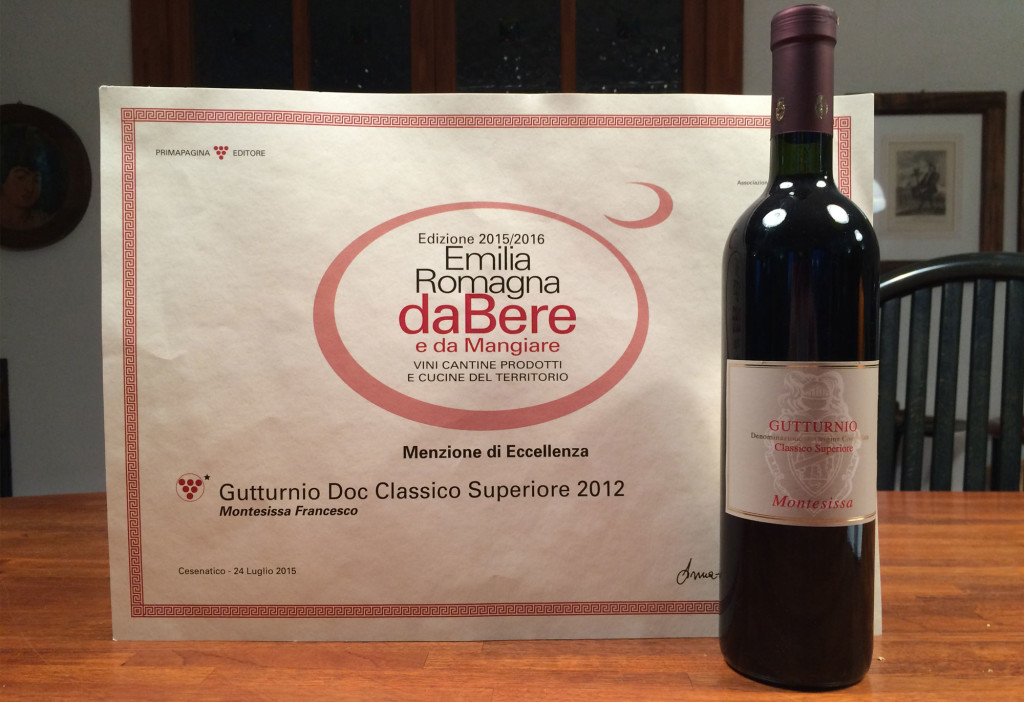 PRIMAPAGINA EDITORE
Associazion
Edizione 2015/2016
Emilia
Romagna
daBere
e da Mangiare
VINI CANTINE PRODOTTI
E CUCINE DEL TERRITORIO
Menzione di Eccellenza
Gutturnio Doc Classico Superiore 2012
Montesissa Francesco
Cesenatico - 24 Luglio 2015
GUTTURNIO
Classico Superiore
Montesissa